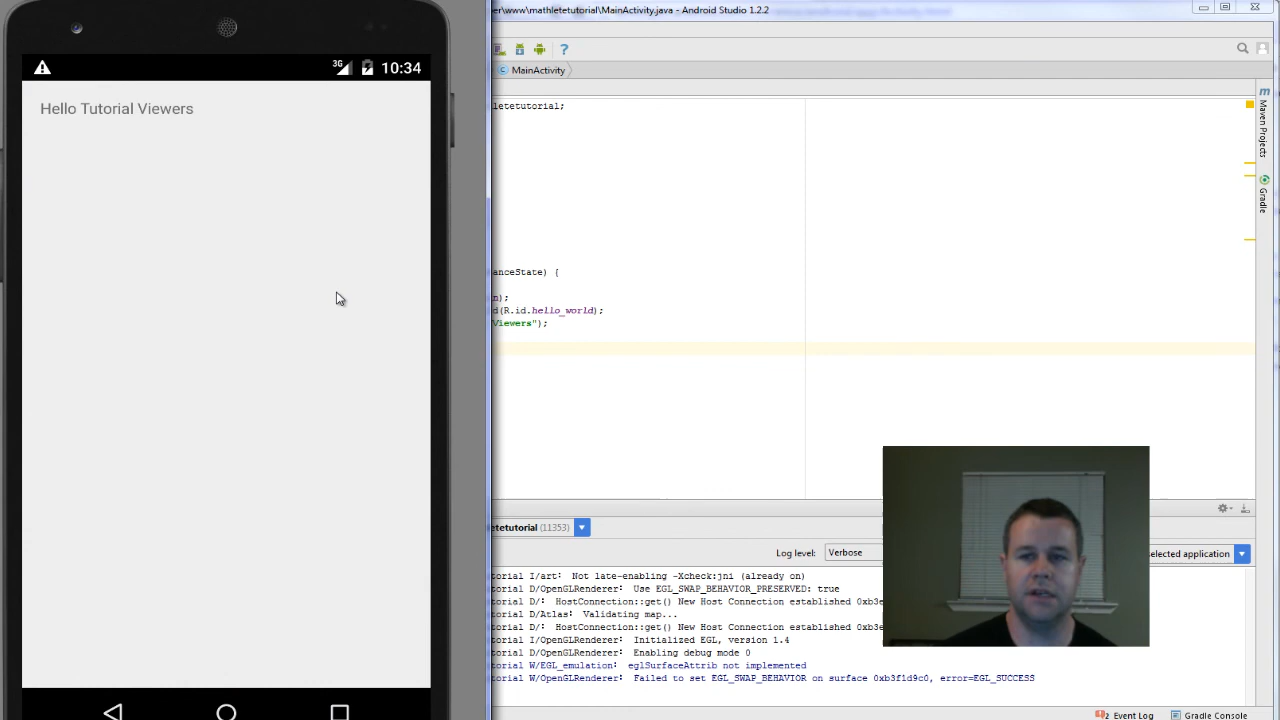 er\www\mathletetutorial\MainActivity.java - Android Studio 1.2.2
?
3G
10:34
MainActivity
Hello Tutorial Viewers
letetutorial;
m
Maven Projects
Gradle
anceState) {
n);
d(R.id.hello_world);
Viewers");
etetutorial (11353)
Log level:
Verbose
selected application
torial I/art: Not late-enabling -Xcheck:jni (already on)
torial D/OpenGLRenderer: Use EGL_SWAP_BEHAVIOR_PRESERVED: true
torial D/: HostConnection::get() New Host Connection established 0xb3e
torial D/Atlas: Validating map...
torial D/: HostConnection::get() New Host Connection established 0xb3e
torial I/OpenGLRenderer: Initialized EGL, version 1.4
torial D/OpenGLRenderer: Enabling debug mode 0
torial W/EGL_emulation: eglSurfaceAttrib not implemented
torial W/OpenGLRenderer: Failed to set EGL_SWAP_BEHAVIOR on surface 0xb3f1d9c0, error=EGL_SUCCESS
2 Event Log
Gradle Console